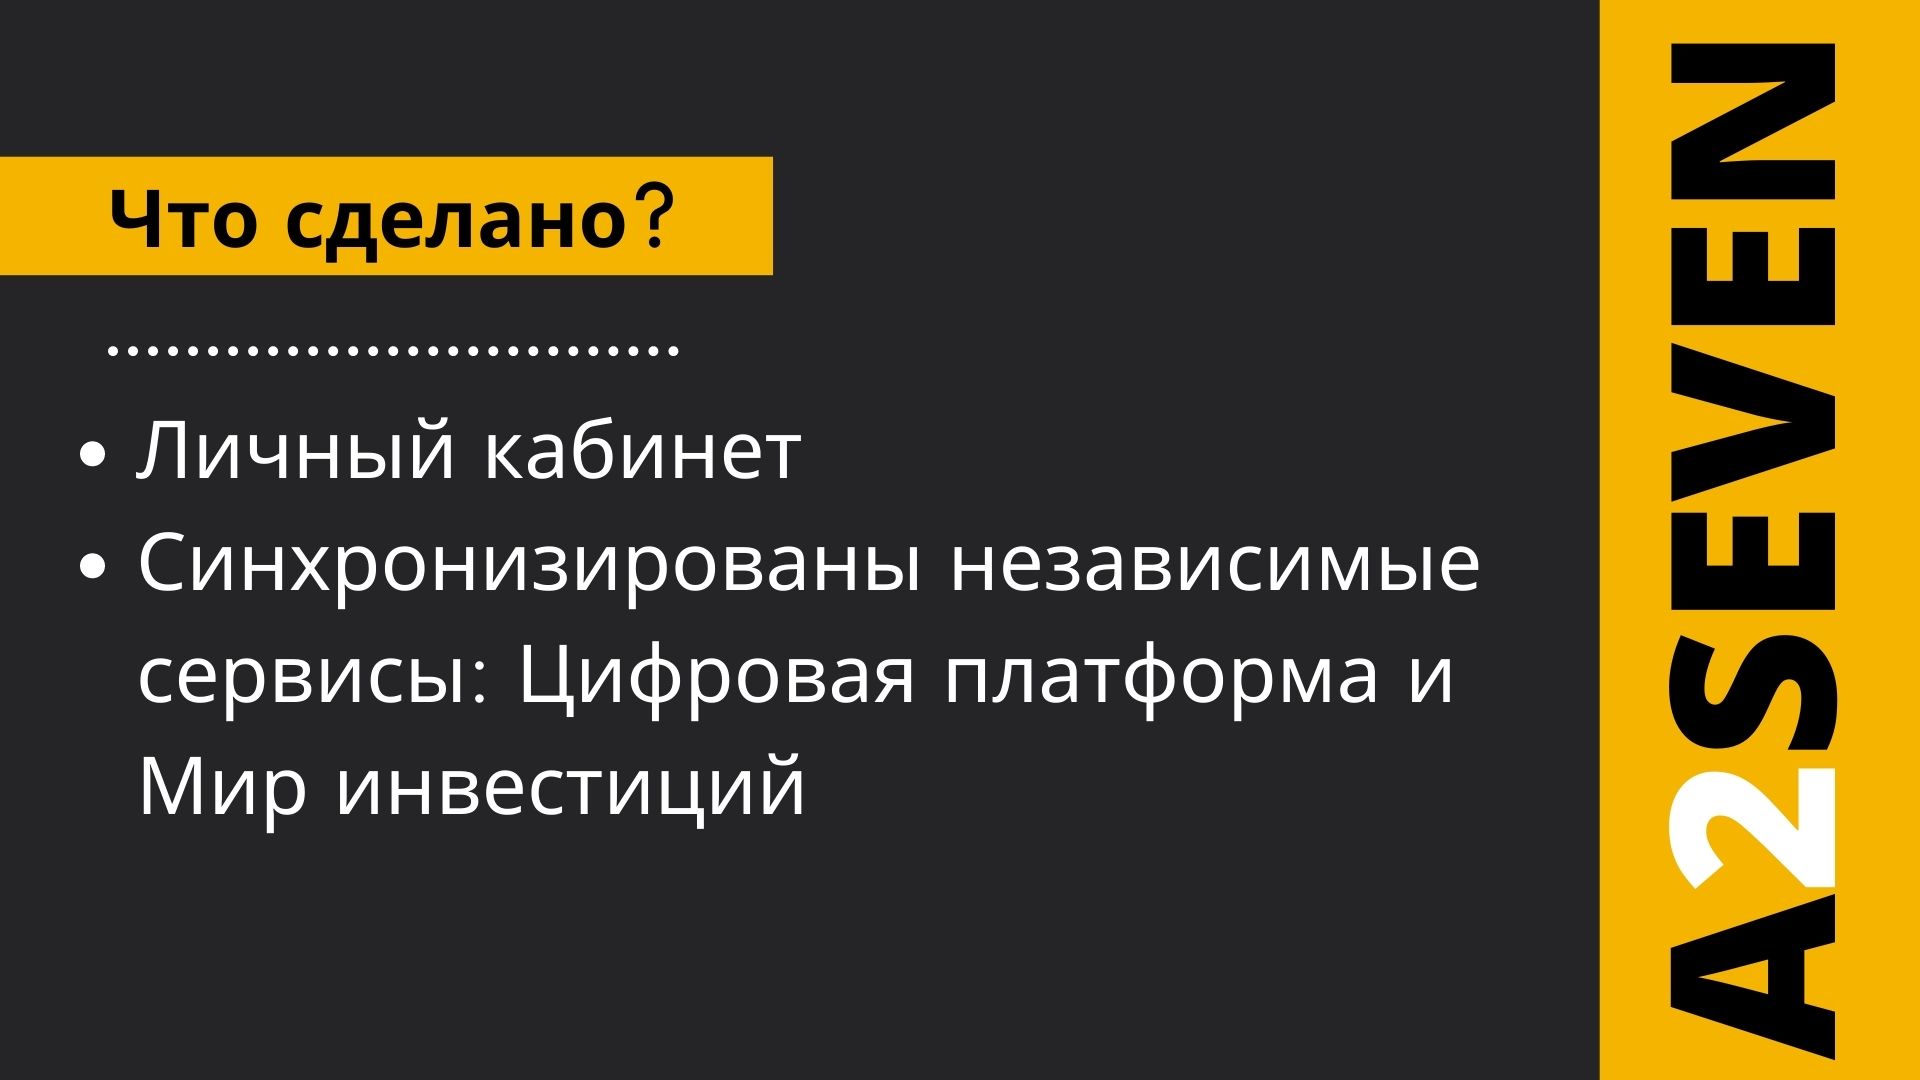 Что сделано?
• Личный кабинет
• Синхронизированы независимые
сервисы: Цифровая платформа и
Мир инвестиций
A2SEVEN